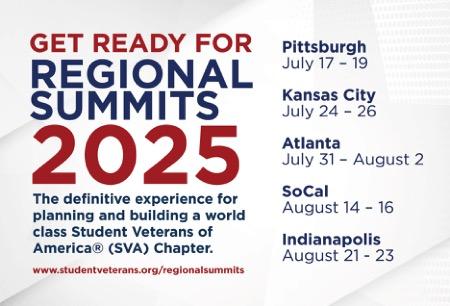 GET READY FOR
REGIONAL
SUMMITS
2025
The definitive experience for
planning and building a world
class Student Veterans of
America® (SVA) Chapter.
www.studentveterans.org/regionalsummits
Pittsburgh
July 17 – 19
Kansas City
July 24 – 26
Atlanta
July 31 – August 2
SoCal
August 14 – 16
Indianapolis
August 21 - 23